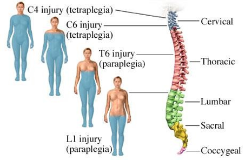 C4 injury (tetraplegia)
C6 injury
(tetraplegia)
T6 injury
(paraplegia)
L1 injury
(paraplegia)
Cervical
Thoracic
Lumbar
Sacral
Coccygeal